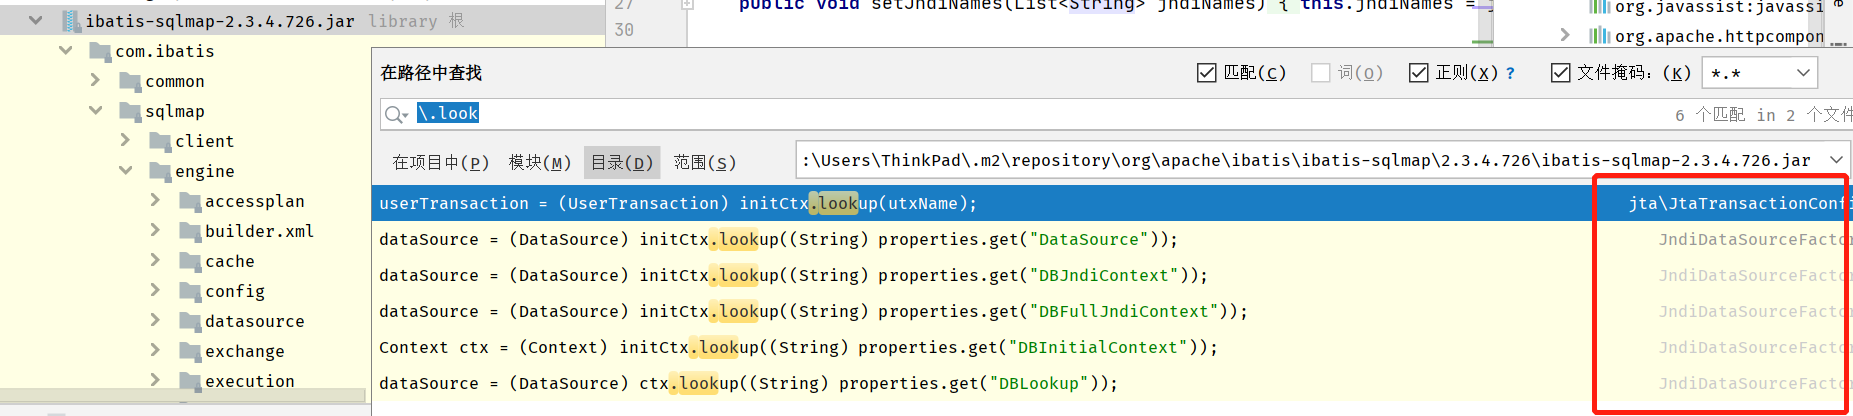 ibatis-sqlmap-2.3.4.726.jar library 根
com.ibatis
common
sqlmap
client
engine
accessplan
builder.xml
cache
config
datasource
exchange
execution
27 public void setJndiNames(List<String> jndiNames) { this.jndiNames =
30
org.javassist:javassi
org.apache.httpcompon
在路径中查找
匹配(C) 词(O) 正则(X) ? 文件掩码: (K) *.*
\.look
6 个匹配 in 2 个文件
在项目中(P) 模块(M) 目录(D) 范围(S) :\Users\ThinkPad\.m2\repository\org\apache\ibatis\ibatis-sqlmap\2.3.4.726\ibatis-sqlmap-2.3.4.726.jar
userTransaction = (UserTransaction) initCtx.lookup(utxName); jta\JtaTransactionConfi
dataSource = (DataSource) initCtx.lookup((String) properties.get("DataSource")); JndiDataSourceFactor
dataSource = (DataSource) initCtx.lookup((String) properties.get("DBJndiContext")); JndiDataSourceFactor
dataSource = (DataSource) initCtx.lookup((String) properties.get("DBFullJndiContext")); JndiDataSourceFactor
Context ctx = (Context) initCtx.lookup((String) properties.get("DBInitialContext")); JndiDataSourceFactor
dataSource = (DataSource) ctx.lookup((String) properties.get("DBLookup")); JndiDataSourceFactor